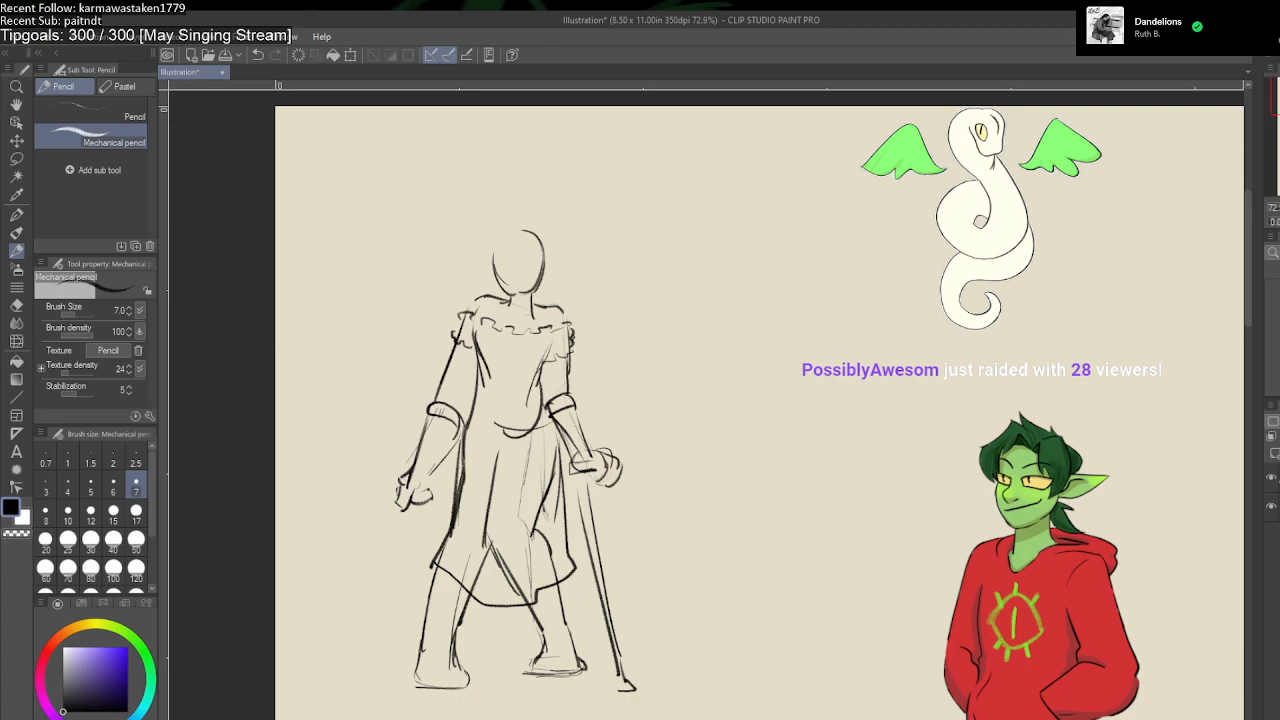 Recent Follow: karmawastaken1779
Recent Sub: paitndt
Tipgoals: 300 / 300 [May Singing Stream]
Illustration* (8.50 x 11.00in 350dpi 72.9%) - CLIP STUDIO PAINT PRO
Help
Dandelions
Ruth B.
Sub Tool: Pencil
Illustration*
Pencil
Pastel
0
Pencil
Mechanical pencil
Add sub tool
Tool property: Mechanical p
Mechanical pencil
Brush Size 7.0
Brush density 100
Texture Pencil
Texture density 24
Stabilization 5
Brush size: Mechanical penc
0.7 1 1.5 2 2.5
3 4 5 6 7
8 10 12 15 17
20 25 30 40 50
60 70 80 100 120
PossiblyAwesom just raided with 28 viewers!